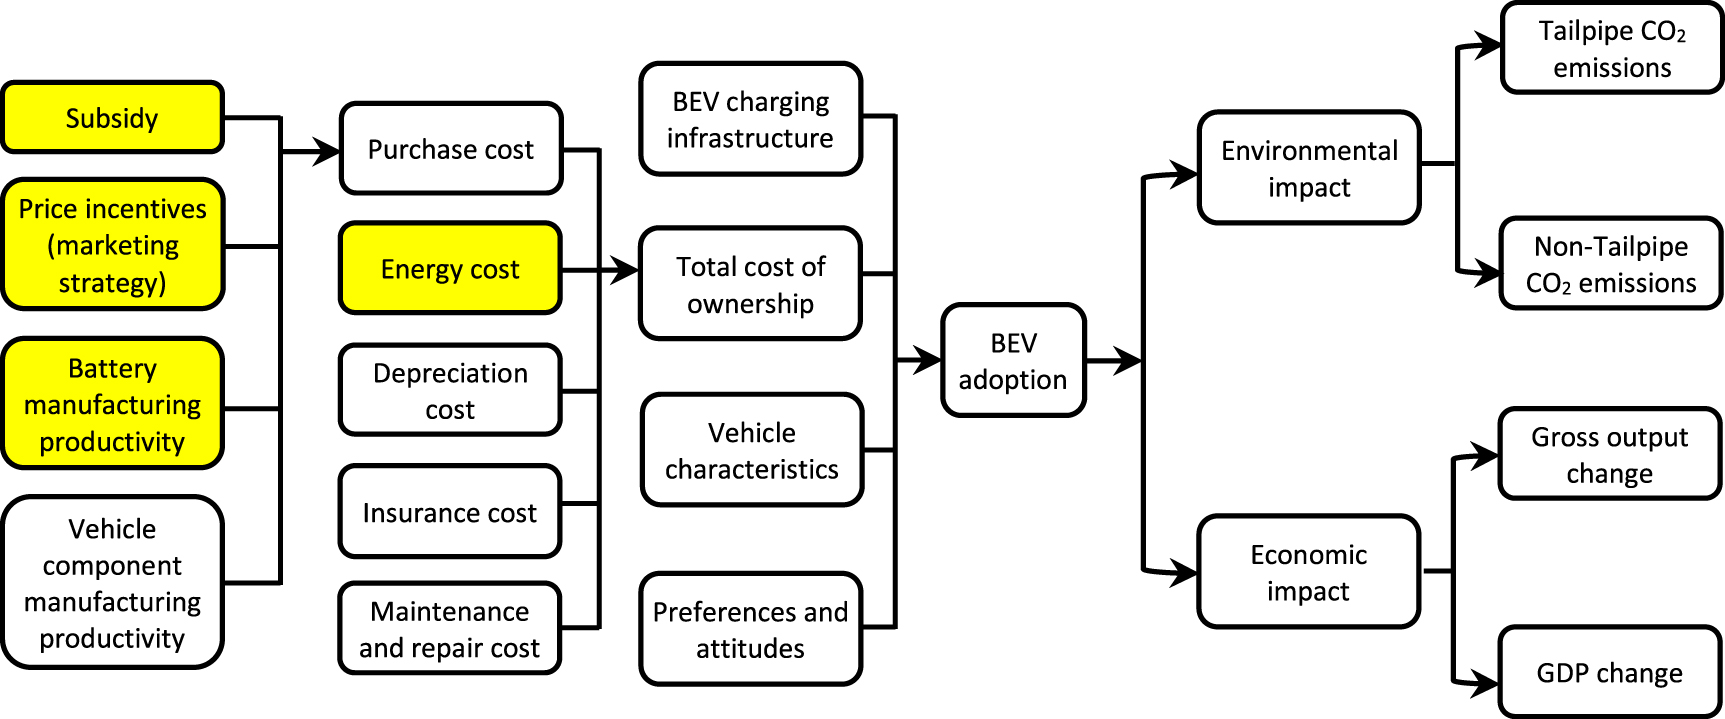 Subsidy
Price incentives
(marketing
strategy)
Battery
manufacturing
productivity
Vehicle
component
manufacturing
productivity
Purchase cost
Energy cost
Depreciation
cost
Insurance cost
Maintenance
and repair cost
BEV charging
infrastructure
Total cost of
ownership
Vehicle
characteristics
Preferences and
attitudes
BEV
adoption
Environmental
impact
Economic
impact
Tailpipe CO₂
emissions
Non-Tailpipe
CO₂ emissions
Gross output
change
GDP change